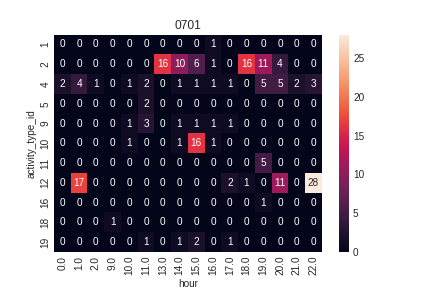 0701
activity_type_id
1 0 0 0 0 0 0 0 0 0 1 0 0 0 0 0 0
2 0 0 0 0 0 0 16 10 6 1 0 16 11 4 0 0
4 2 4 1 0 1 2 0 1 1 1 1 0 5 5 2 3
5 0 0 0 0 0 2 0 0 0 0 0 0 0 0 0 0
9 0 0 0 0 1 3 0 1 1 1 1 0 0 0 0 0
10 0 0 0 0 1 0 0 1 16 1 0 0 0 0 0 0
11 0 0 0 0 0 0 0 0 0 0 0 0 5 0 0 0
12 0 17 0 0 0 0 0 0 0 0 2 1 0 11 0 28
16 0 0 0 0 0 0 0 0 0 0 0 0 1 0 0 0
18 0 0 0 1 0 0 0 0 0 0 0 0 0 0 0 0
19 0 0 0 0 0 1 0 1 2 0 1 0 0 0 0 0
0.0 1.0 2.0 9.0 10.0 11.0 13.0 14.0 15.0 16.0 17.0 18.0 19.0 20.0 21.0 22.0
hour
25
20
15
10
5
0